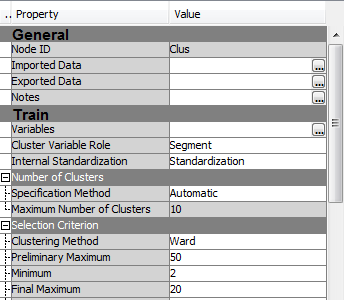 .. Property Value
General
Node ID Clus
Imported Data ...
Exported Data ...
Notes ...
Train
Variables ...
Cluster Variable Role Segment
Internal Standardization Standardization
Number of Clusters
Specification Method Automatic
Maximum Number of Clusters 10
Selection Criterion
Clustering Method Ward
Preliminary Maximum 50
Minimum 2
Final Maximum 20